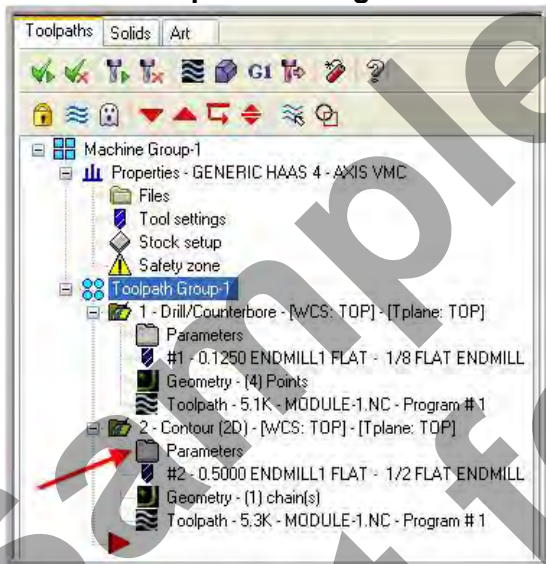 Toolpaths Solids Art
G1
Machine Group-1
Properties - GENERIC HAAS 4 - AXIS VMC
Files
Tool settings
Stock setup
Safety zone
Toolpath Group-1
1 - Drill/Counterbore - [WCS: TOP] - [Tplane: TOP]
Parameters
#1 - 0.1250 ENDMILL1 FLAT - 1/8 FLAT ENDMILL
Geometry - (4) Points
Toolpath - 5.1K - MODULE-1.NC - Program # 1
2 - Contour (2D) - [WCS: TOP] - [Tplane: TOP]
Parameters
#2 - 0.5000 ENDMILL1 FLAT - 1/2 FLAT ENDMILL
Geometry - (1) chain(s)
Toolpath - 5.3K - MODULE-1.NC - Program # 1